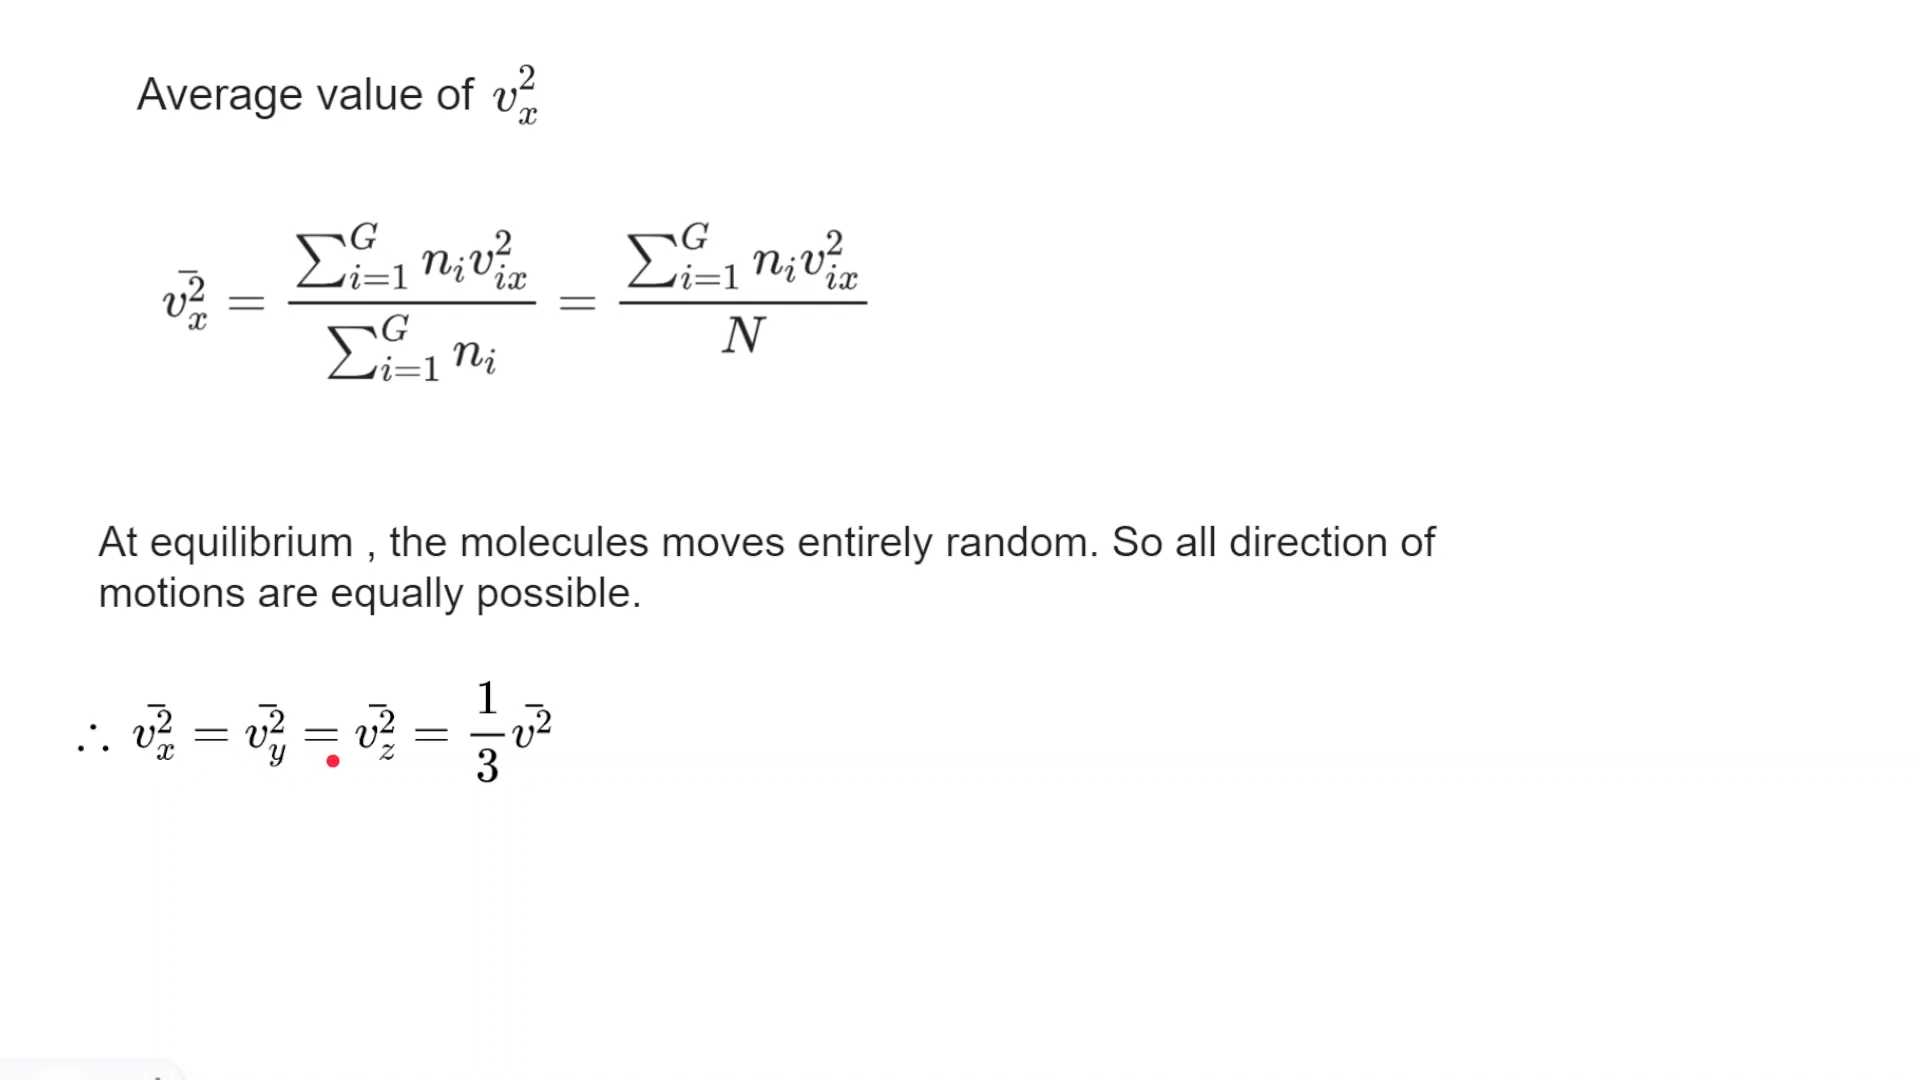 Average value of $v_x^2$
$\bar{v_x^2} = \frac{\sum_{i=1}^{G} n_i v_{ix}^2}{\sum_{i=1}^{G} n_i} = \frac{\sum_{i=1}^{G} n_i v_{ix}^2}{N}$
At equilibrium , the molecules moves entirely random. So all direction of
motions are equally possible.
$\therefore \bar{v_x^2} = \bar{v_y^2} = \bar{v_z^2} = \frac{1}{3} \bar{v^2}$